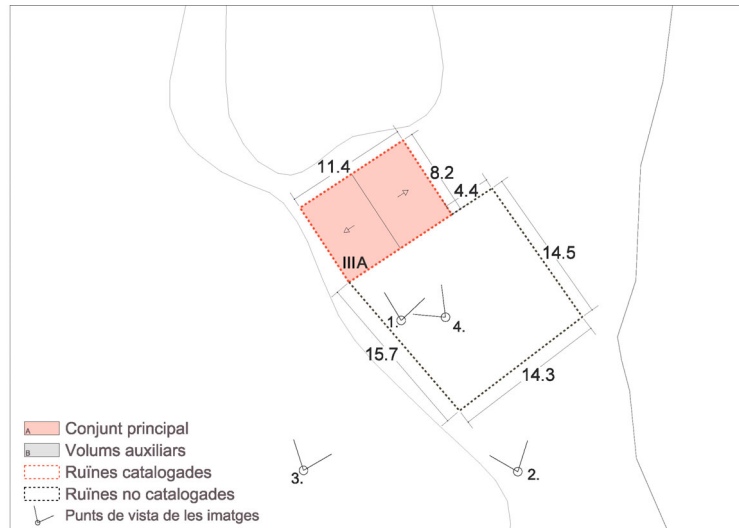 11.4
8.2
4.4
IIIA
14.5
1.
4.
15.7
14.3
A Conjunt principal
B Volums auxiliars
Ruïnes catalogades
Ruïnes no catalogades
Punts de vista de les imatges
3.
2.